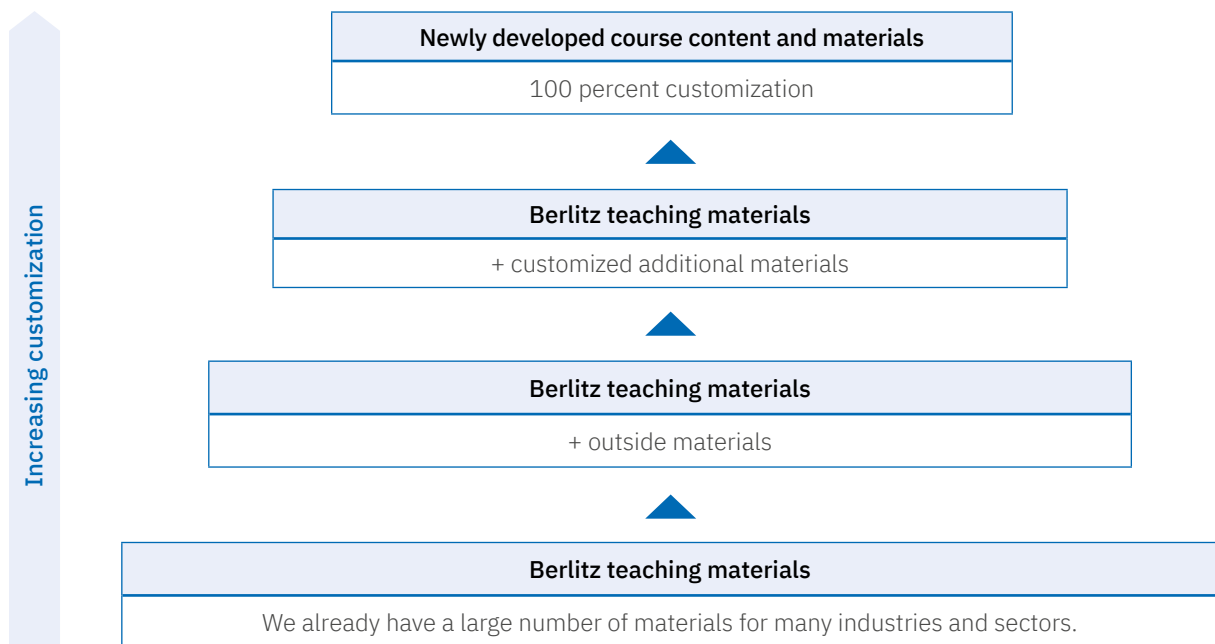 Newly developed course content and materials
100 percent customization
Berlitz teaching materials
+ customized additional materials
Berlitz teaching materials
+ outside materials
Berlitz teaching materials
We already have a large number of materials for many industries and sectors.
Increasing customization